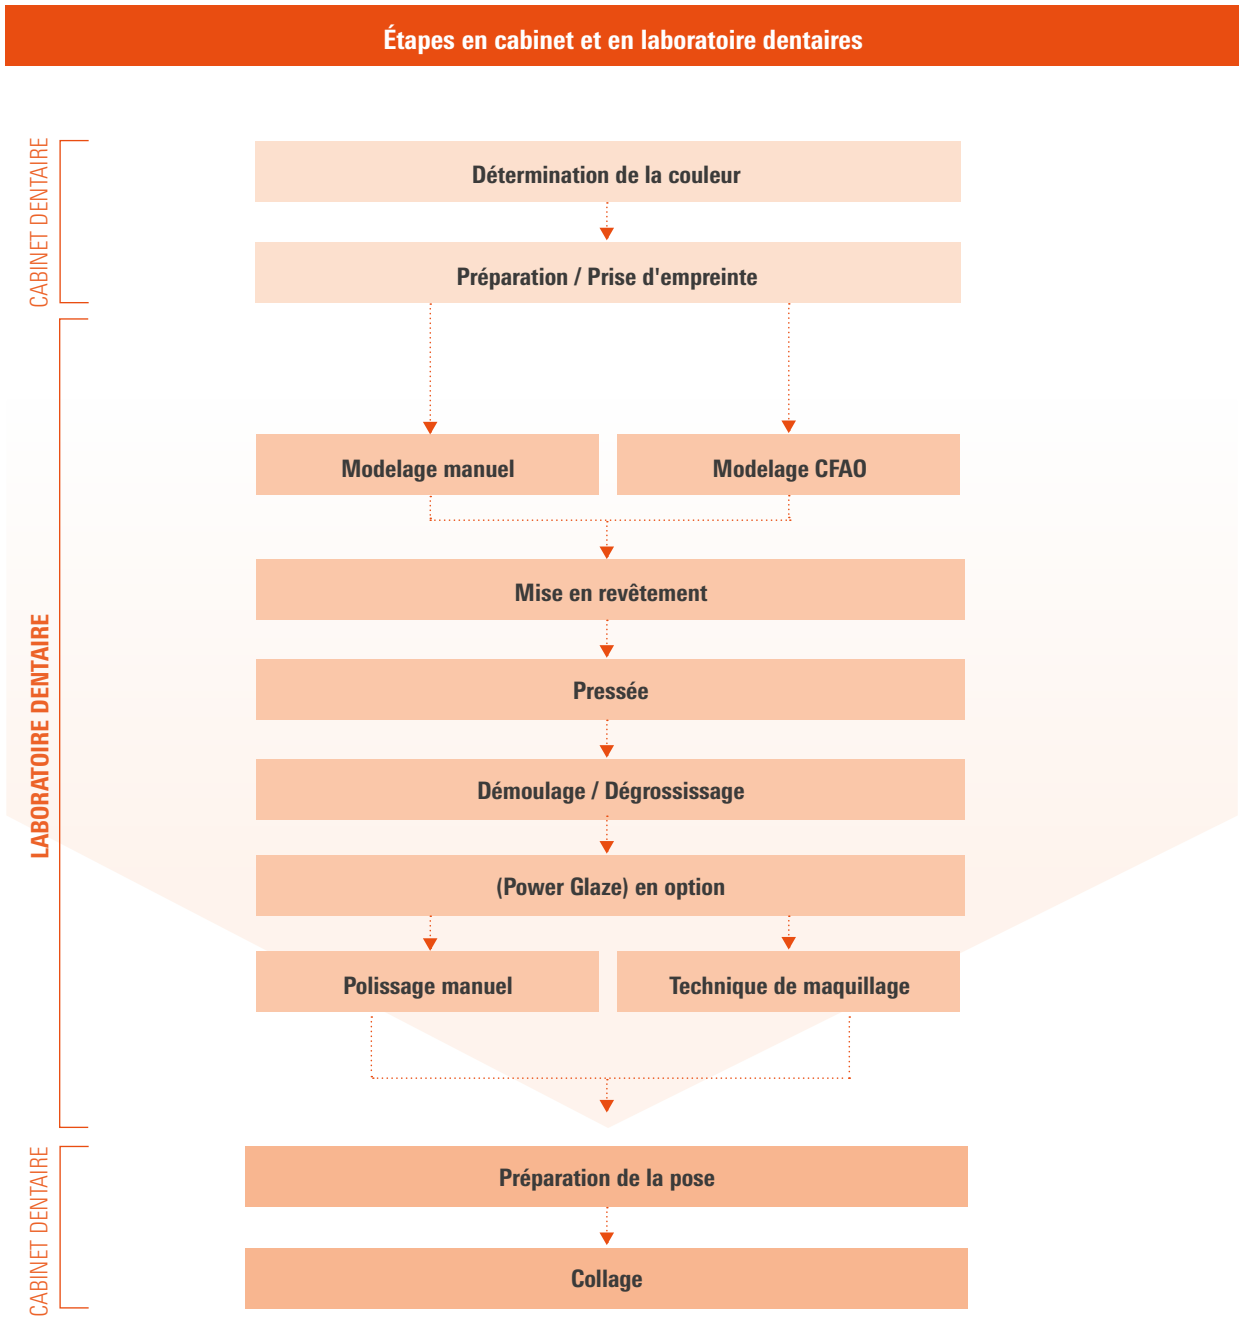 Étapes en cabinet et en laboratoire dentaires
CABINET DENTAIRE
Détermination de la couleur
Préparation / Prise d'empreinte
LABORATOIRE DENTAIRE
Modelage manuel
Modelage CFAO
Mise en revêtement
Pressée
Démoulage / Dégrossissage
(Power Glaze) en option
Polissage manuel
Technique de maquillage
CABINET DENTAIRE
Préparation de la pose
Collage